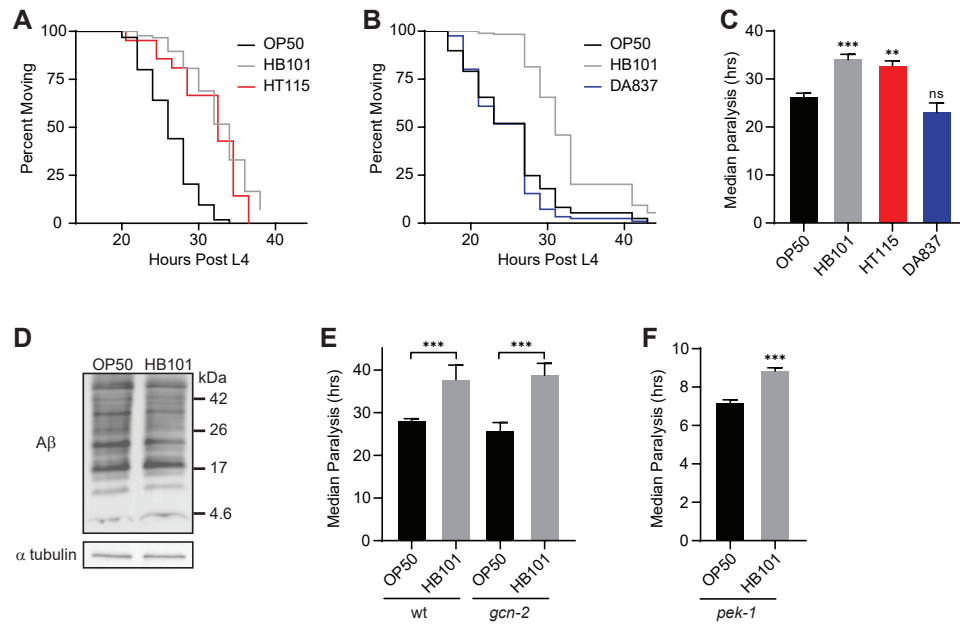 A
Percent Moving
100
50
0
20
30
40
Hours Post L4
OP50
HB101
HT115
B
Percent Moving
100
75
50
25
0
20
30
40
Hours Post L4
OP50
HB101
DA837
C
Median paralysis (hrs)
40
30
20
10
0
***
**
ns
OP50
HB101
HT115
DA837
D
OP50 HB101
kDa
42
26
17
4.6
Aβ
α tubulin
E
Median Paralysis (hrs)
40
30
20
10
0
***
***
OP50
HB101
OP50
HB101
wt
gcn-2
F
Median Paralysis (hrs)
8
6
4
2
0
***
OP50
HB101
pek-1